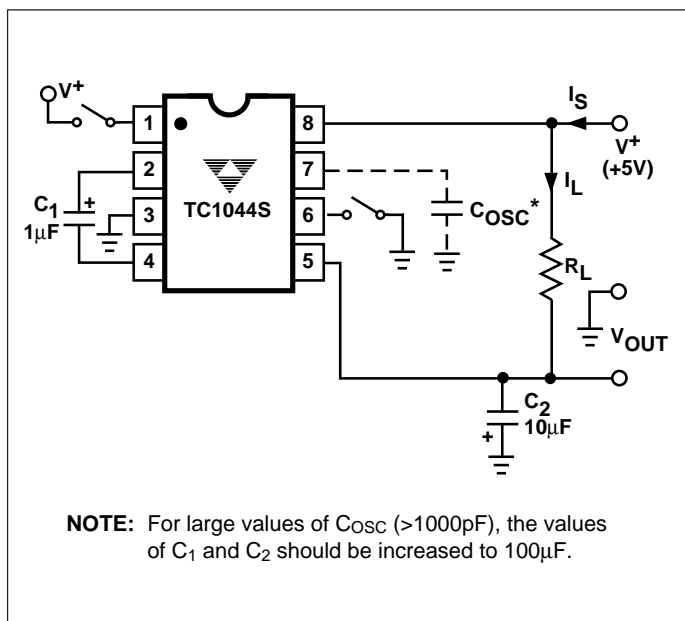 V+
IS
V+
(+5V)
1
8
2
7
3
6
4
5
TC1044S
C1
1µF
+
COSC*
IL
RL
VOUT
C2
10µF
+
NOTE: For large values of COSC (>1000pF), the values
of C1 and C2 should be increased to 100µF.